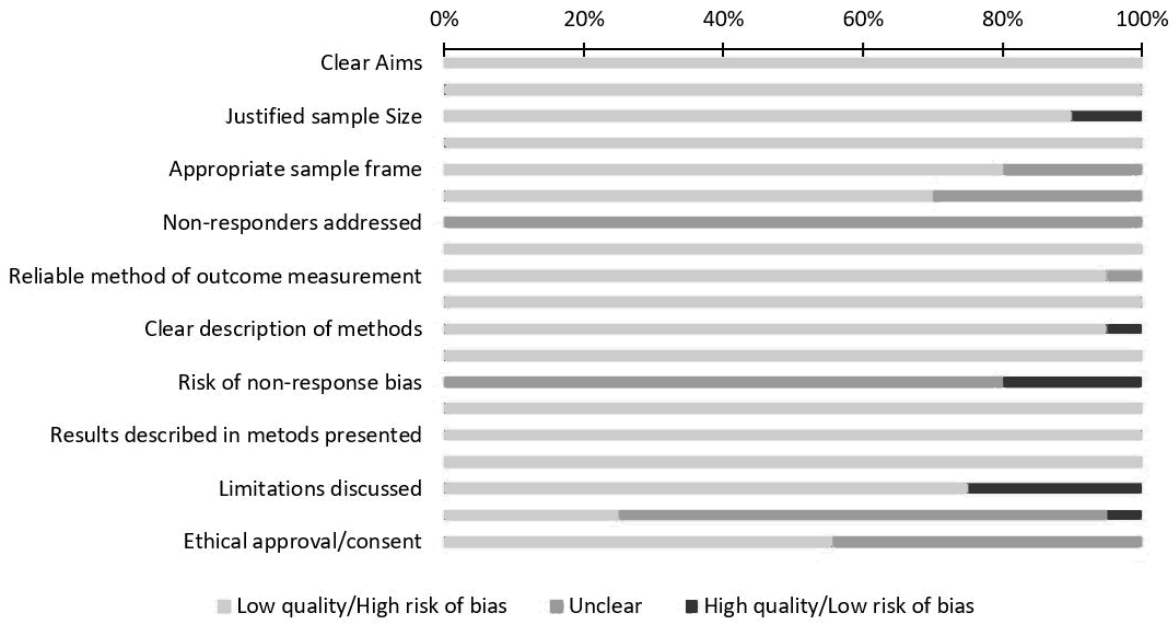 0% 20% 40% 60% 80% 100%
Clear Aims
Justified sample Size
Appropriate sample frame
Non-responders addressed
Reliable method of outcome measurement
Clear description of methods
Risk of non-response bias
Results described in metods presented
Limitations discussed
Ethical approval/consent
Low quality/High risk of bias Unclear High quality/Low risk of bias